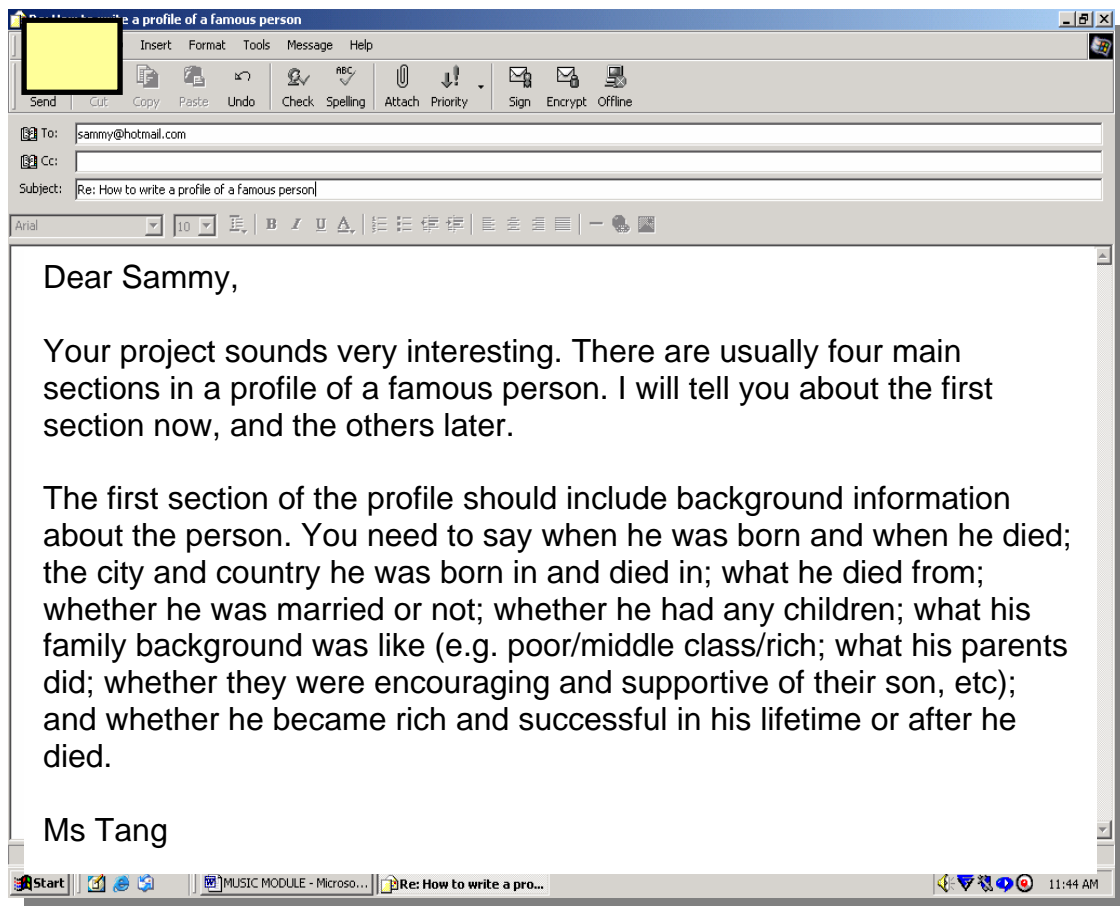 e a profile of a famous person
Insert Format Tools Message Help
Send Cut Copy Paste Undo Check Spelling Attach Priority Sign Encrypt Offline
To: sammy@hotmail.com
Cc:
Subject: Re: How to write a profile of a famous person
Arial 10
Dear Sammy,
Your project sounds very interesting. There are usually four main
sections in a profile of a famous person. I will tell you about the first
section now, and the others later.
The first section of the profile should include background information
about the person. You need to say when he was born and when he died;
the city and country he was born in and died in; what he died from;
whether he was married or not; whether he had any children; what his
family background was like (e.g. poor/middle class/rich; what his parents
did; whether they were encouraging and supportive of their son, etc);
and whether he became rich and successful in his lifetime or after he
died.
Ms Tang
Start MUSIC MODULE - Microso... Re: How to write a pro... 11:44 AM